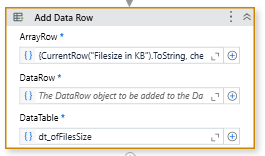 Add Data Row
ArrayRow *
{CurrentRow("Filesize in KB").ToString, che
DataRow *
The DataRow object to be added to the Da
DataTable *
dt_ofFilesSize